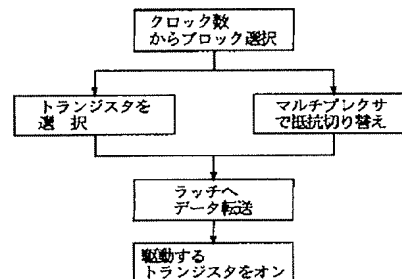 クロック数
からブロック選択
トランジスタを
選 択
マルチプレクサ
で抵抗切り替え
ラッチへ
データ転送
駆動する
トランジスタをオン